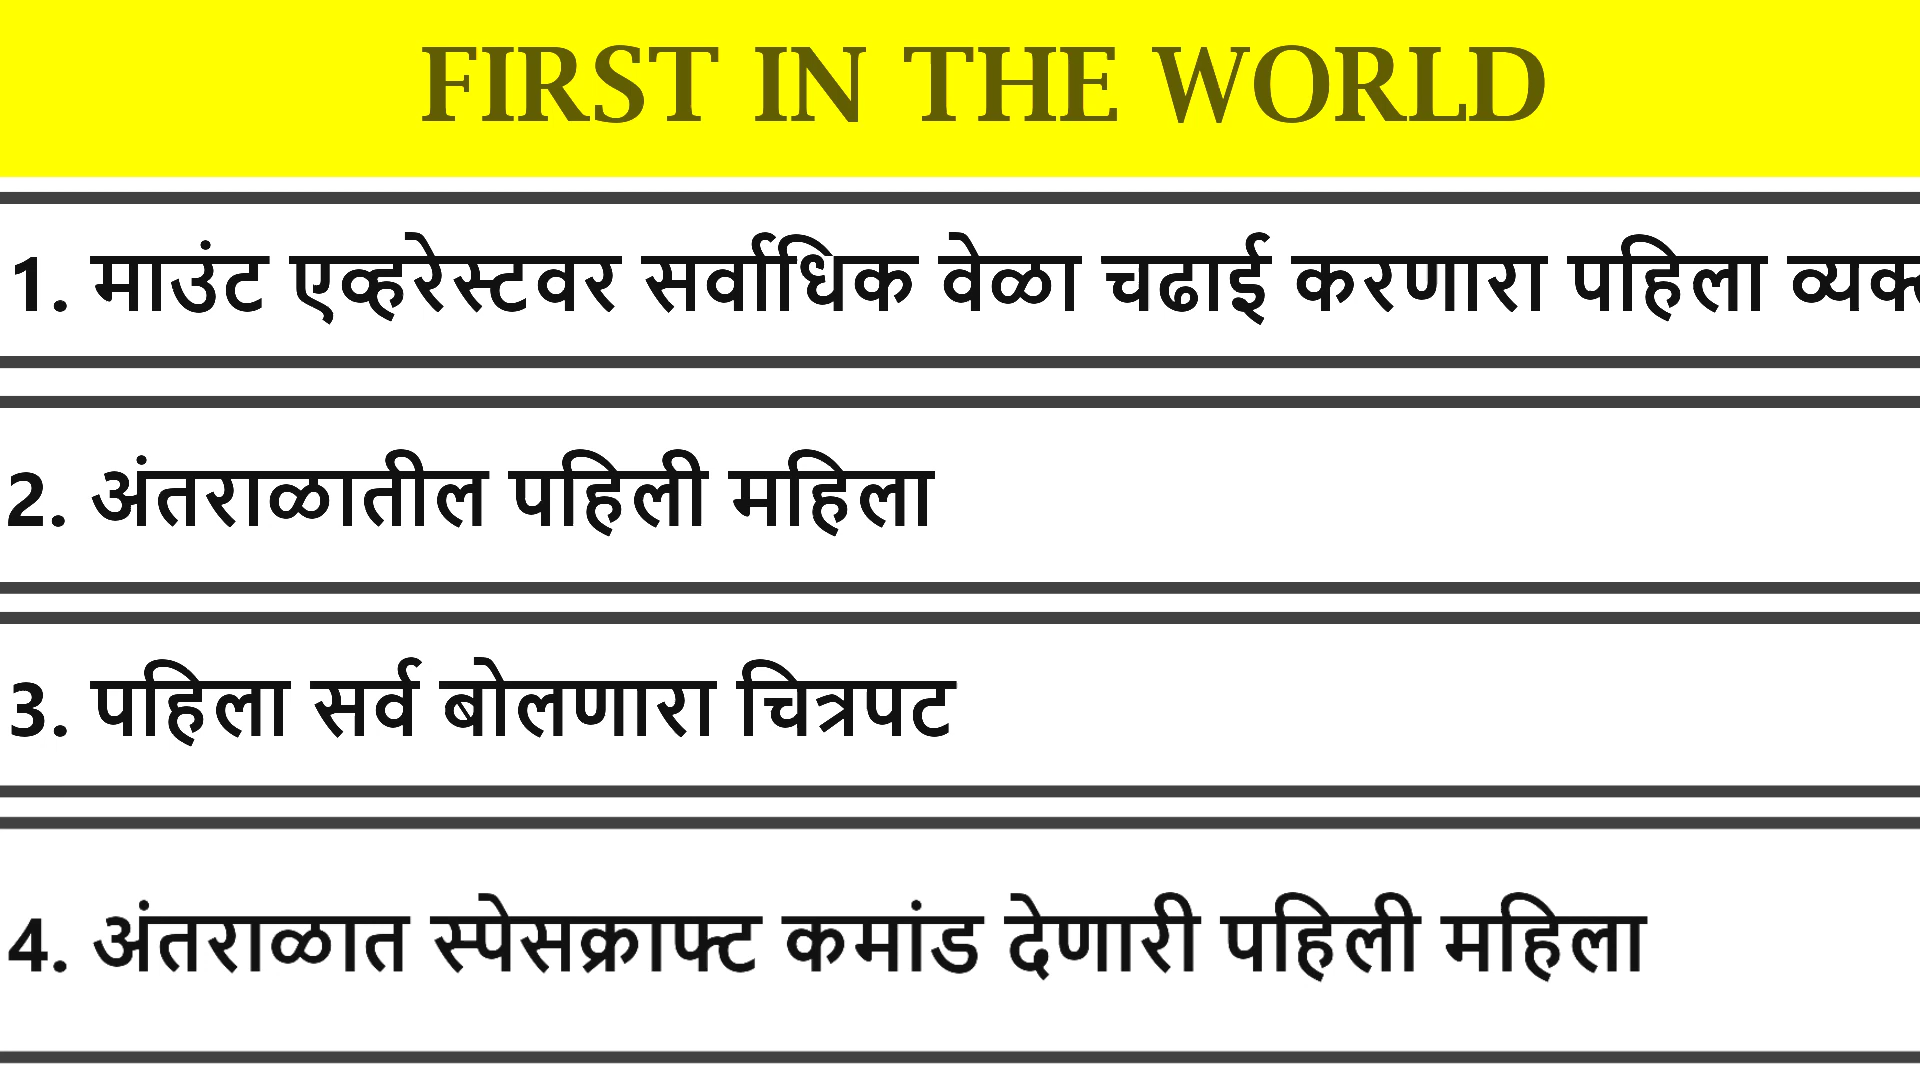 FIRST IN THE WORLD
1. माउंट एव्हरेस्टवर सर्वाधिक वेळा चढाई करणारा पहिला
2. अंतराळातील पहिली महिला
3. पहिला सर्व बोलणारा चित्रपट
4. अंतराळात स्पेसक्राफ्ट कमांड देणारी पहिली महिला